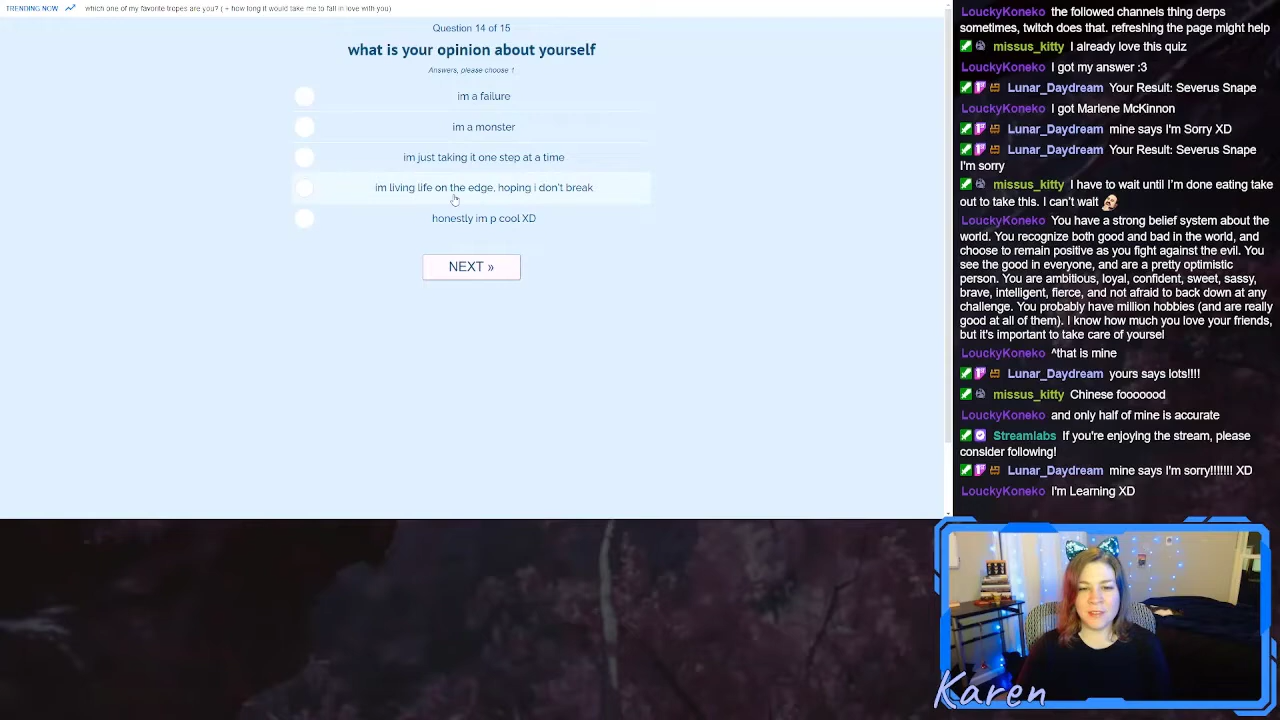 TRENDING NOW which one of my favorite tropes are you? ( + how long it would take me to fall in love with you)
Question 14 of 15
what is your opinion about yourself
Answers, please choose 1
im a failure
im a monster
im just taking it one step at a time
im living life on the edge, hoping i don't break
honestly im p cool XD
NEXT »
LouckyKoneko the followed channels thing derps
sometimes, twitch does that. refreshing the page might help
missus_kitty I already love this quiz
LouckyKoneko I got my answer :3
Lunar_Daydream Your Result: Severus Snape
LouckyKoneko I got Marlene McKinnon
Lunar_Daydream mine says I'm Sorry XD
Lunar_Daydream Your Result: Severus Snape
I'm sorry
missus_kitty I have to wait until I'm done eating take
out to take this. I can't wait
LouckyKoneko You have a strong belief system about the
world. You recognize both good and bad in the world, and
choose to remain positive as you fight against the evil. You
see the good in everyone, and are a pretty optimistic
person. You are ambitious, loyal, confident, sweet, sassy,
brave, intelligent, fierce, and not afraid to back down at any
challenge. You probably have million hobbies (and are really
good at all of them). I know how much you love your friends,
but it's important to take care of yoursel
LouckyKoneko ^that is mine
Lunar_Daydream yours says lots!!!!
missus_kitty Chinese fooooood
LouckyKoneko and only half of mine is accurate
Streamlabs If you're enjoying the stream, please
consider following!
Lunar_Daydream mine says I'm sorry!!!!!!! XD
LouckyKoneko I'm Learning XD
Karen